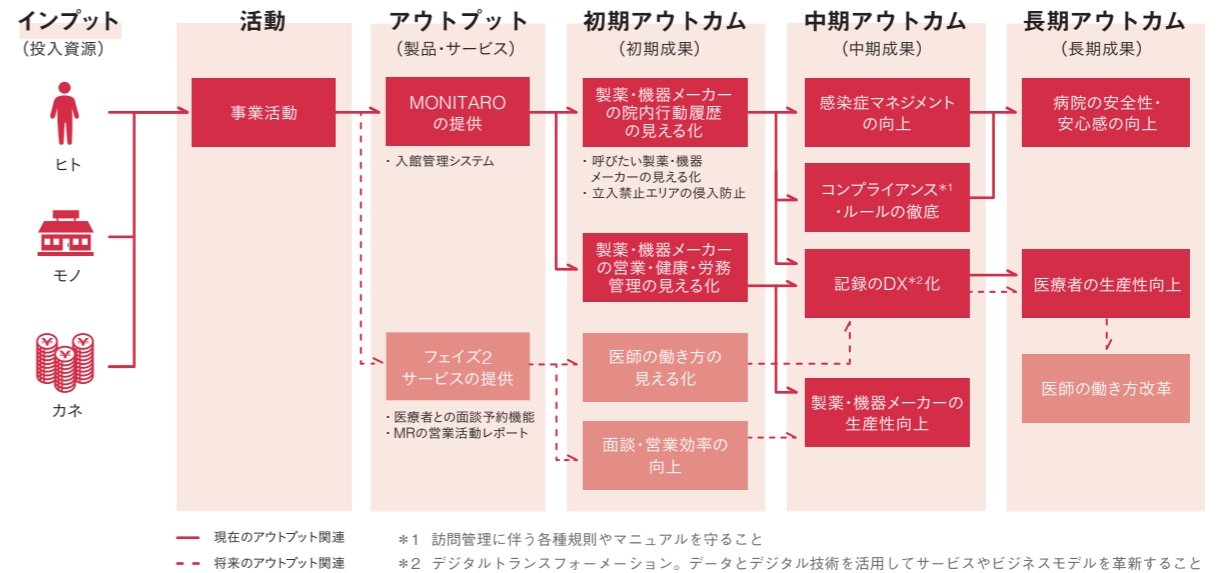 インプット
(投入資源)
ヒト
モノ
¥
¥
¥
カネ
活動
事業活動
アウトプット
(製品・サービス)
MONITARO
の提供
・入館管理システム
フェイズ2
サービスの提供
・医療者との面談予約機能
・MRの営業活動レポート
初期アウトカム
(初期成果)
製薬・機器メーカー
の院内行動履歴
の見える化
・呼びたい製薬・機器
メーカーの見える化
・立入禁止エリアの侵入防止
製薬・機器メーカー
の営業・健康・労務
管理の見える化
医師の働き方の
見える化
面談・営業効率の
向上
中期アウトカム
(中期成果)
感染症マネジメント
の向上
コンプライアンス*1
・ルールの徹底
記録のDX*2化
製薬・機器メーカーの
生産性向上
長期アウトカム
(長期成果)
病院の安全性・
安心感の向上
医療者の生産性向上
医師の働き方改革
現在のアウトプット関連
将来のアウトプット関連
*1 訪問管理に伴う各種規則やマニュアルを守ること
*2 デジタルトランスフォーメーション。データとデジタル技術を活用してサービスやビジネスモデルを革新すること